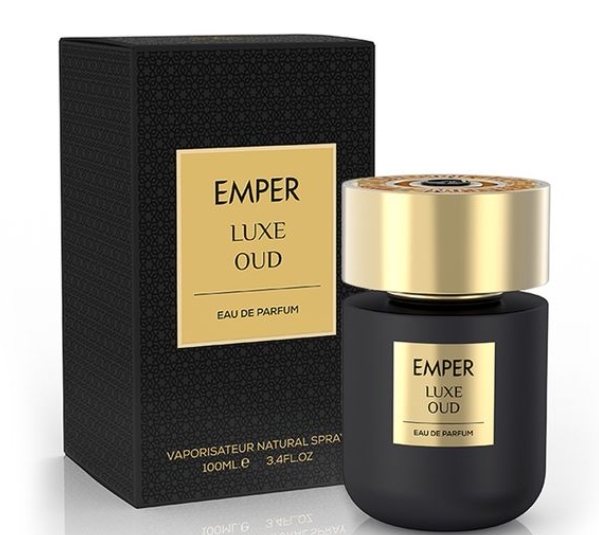 EMPER
LUXE
OUD
EAU DE PARFUM
VAPORISATEUR NATURAL SPRAY
100ML ℮ 3.4FL.OZ
EMPER
LUXE
OUD
EAU DE PARFUM